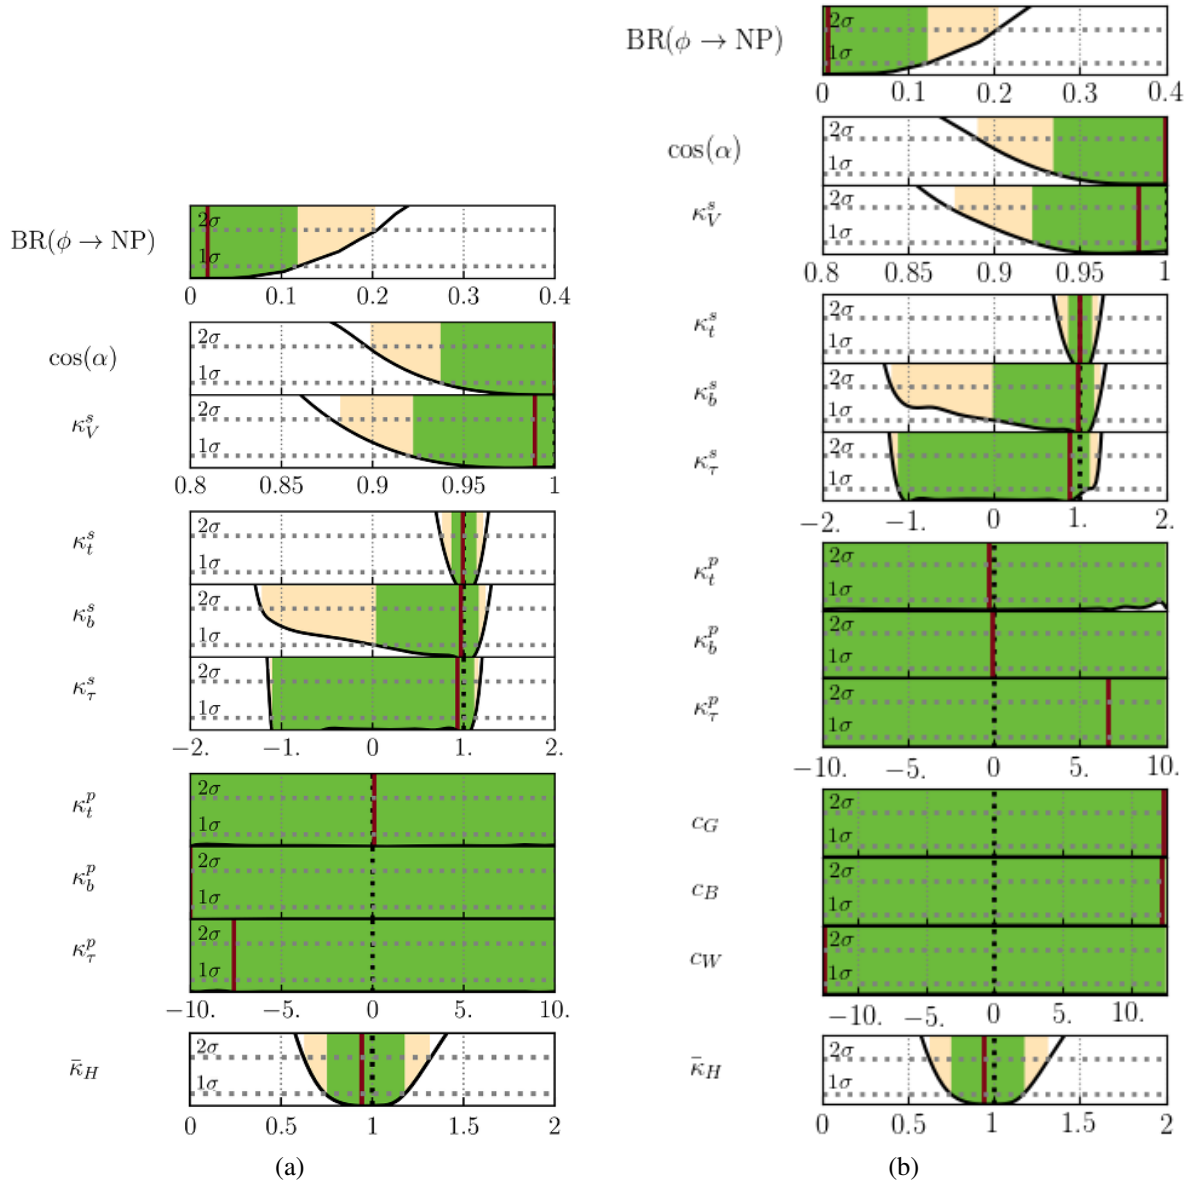 BR(ϕ → NP)
2σ
1σ
0 0.1 0.2 0.3 0.4
cos(α)
2σ
1σ
κ_V^s
2σ
1σ
0.8 0.85 0.9 0.95 1
κ_t^s
2σ
1σ
κ_b^s
2σ
1σ
κ_τ^s
2σ
1σ
−2. −1. 0 1. 2.
κ_t^p
2σ
1σ
κ_b^p
2σ
1σ
κ_τ^p
2σ
1σ
−10. −5. 0 5. 10.
κ̄_H
2σ
1σ
0 0.5 1 1.5 2
(a)
BR(ϕ → NP)
2σ
1σ
0 0.1 0.2 0.3 0.4
cos(α)
2σ
1σ
κ_V^s
2σ
1σ
0.8 0.85 0.9 0.95 1
κ_t^s
2σ
1σ
κ_b^s
2σ
1σ
κ_τ^s
2σ
1σ
−2. −1. 0 1. 2.
κ_t^p
2σ
1σ
κ_b^p
2σ
1σ
κ_τ^p
2σ
1σ
−10. −5. 0 5. 10.
c_G
2σ
1σ
c_B
2σ
1σ
c_W
2σ
1σ
−10. −5. 0 5. 10.
κ̄_H
2σ
1σ
0 0.5 1 1.5 2
(b)